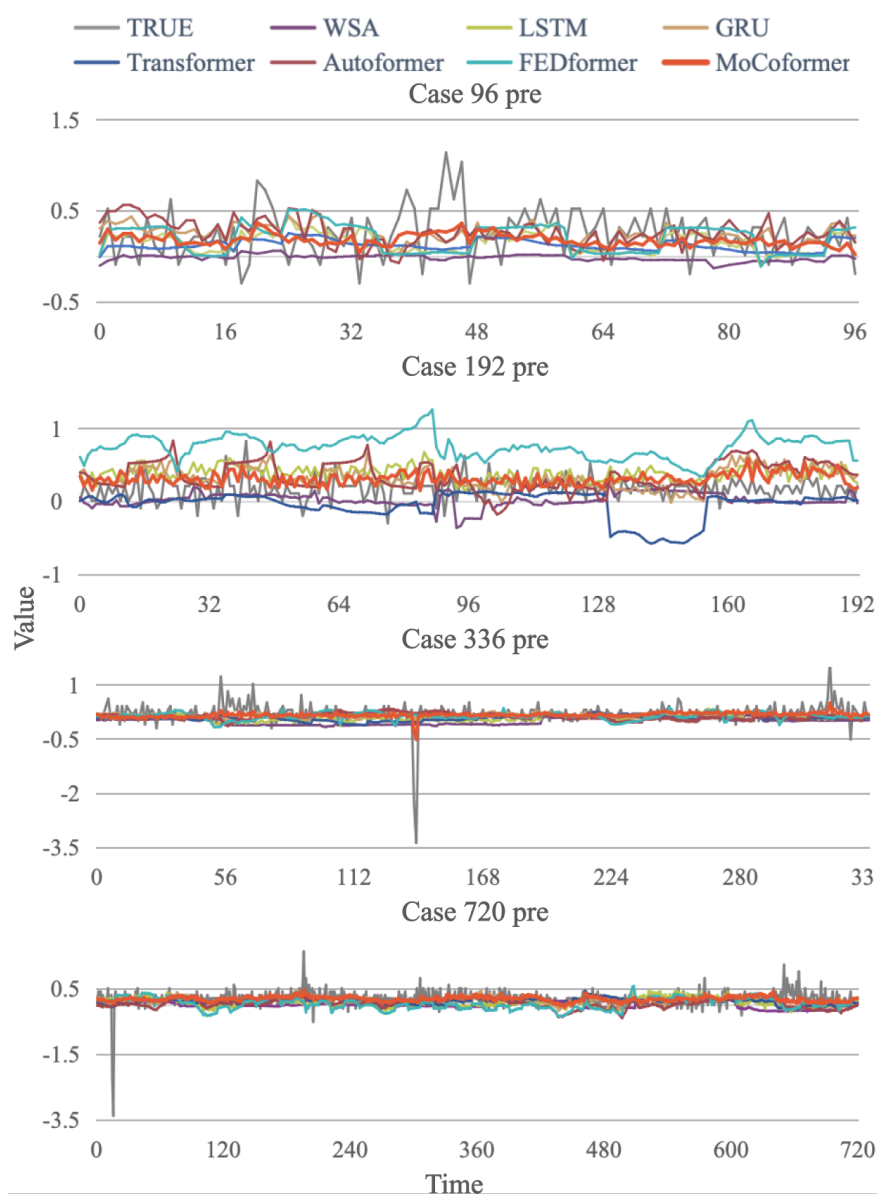 TRUE WSA LSTM GRU
Transformer Autoformer FEDformer MoCoformer
Case 96 pre
1.5
0.5
-0.5
0 16 32 48 64 80 96
Case 192 pre
1
0
-1
0 32 64 96 128 160 192
Value
Case 336 pre
1
-0.5
-2
-3.5
0 56 112 168 224 280 33
Case 720 pre
0.5
-1.5
-3.5
0 120 240 360 480 600 720
Time